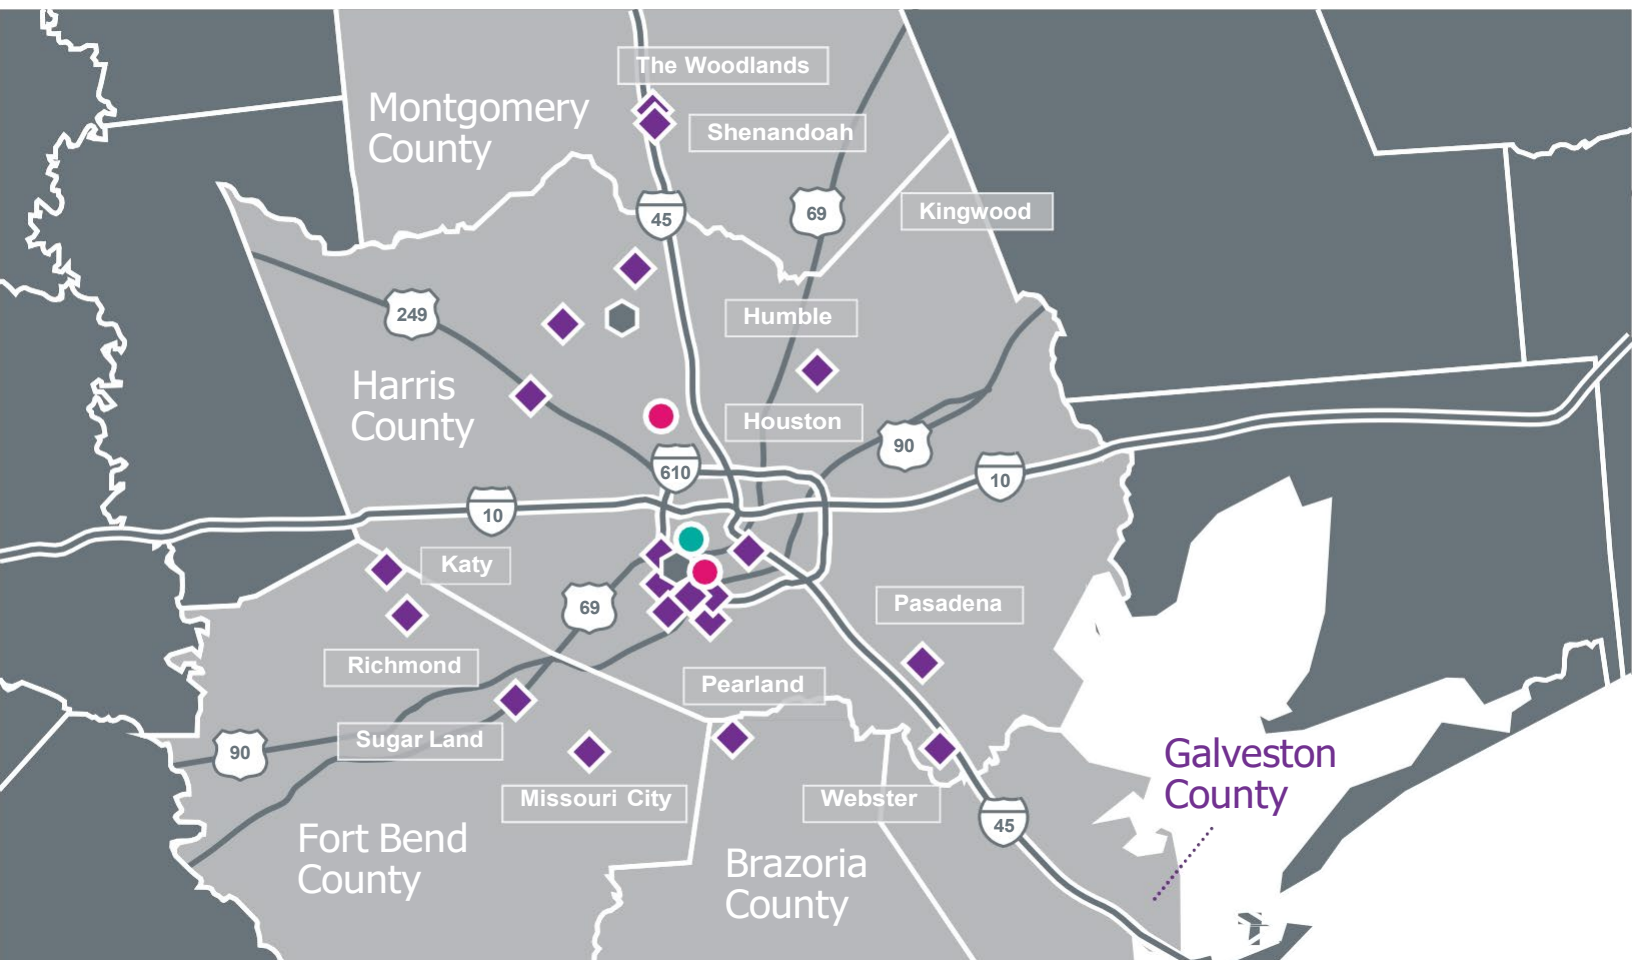 The Woodlands
Montgomery
County
Shenandoah
Kingwood
45
69
Humble
249
Harris
County
Houston
90
610
10
10
Katy
69
Pasadena
Richmond
Pearland
Sugar Land
90
Galveston
County
Missouri City
Webster
45
Fort Bend
County
Brazoria
County